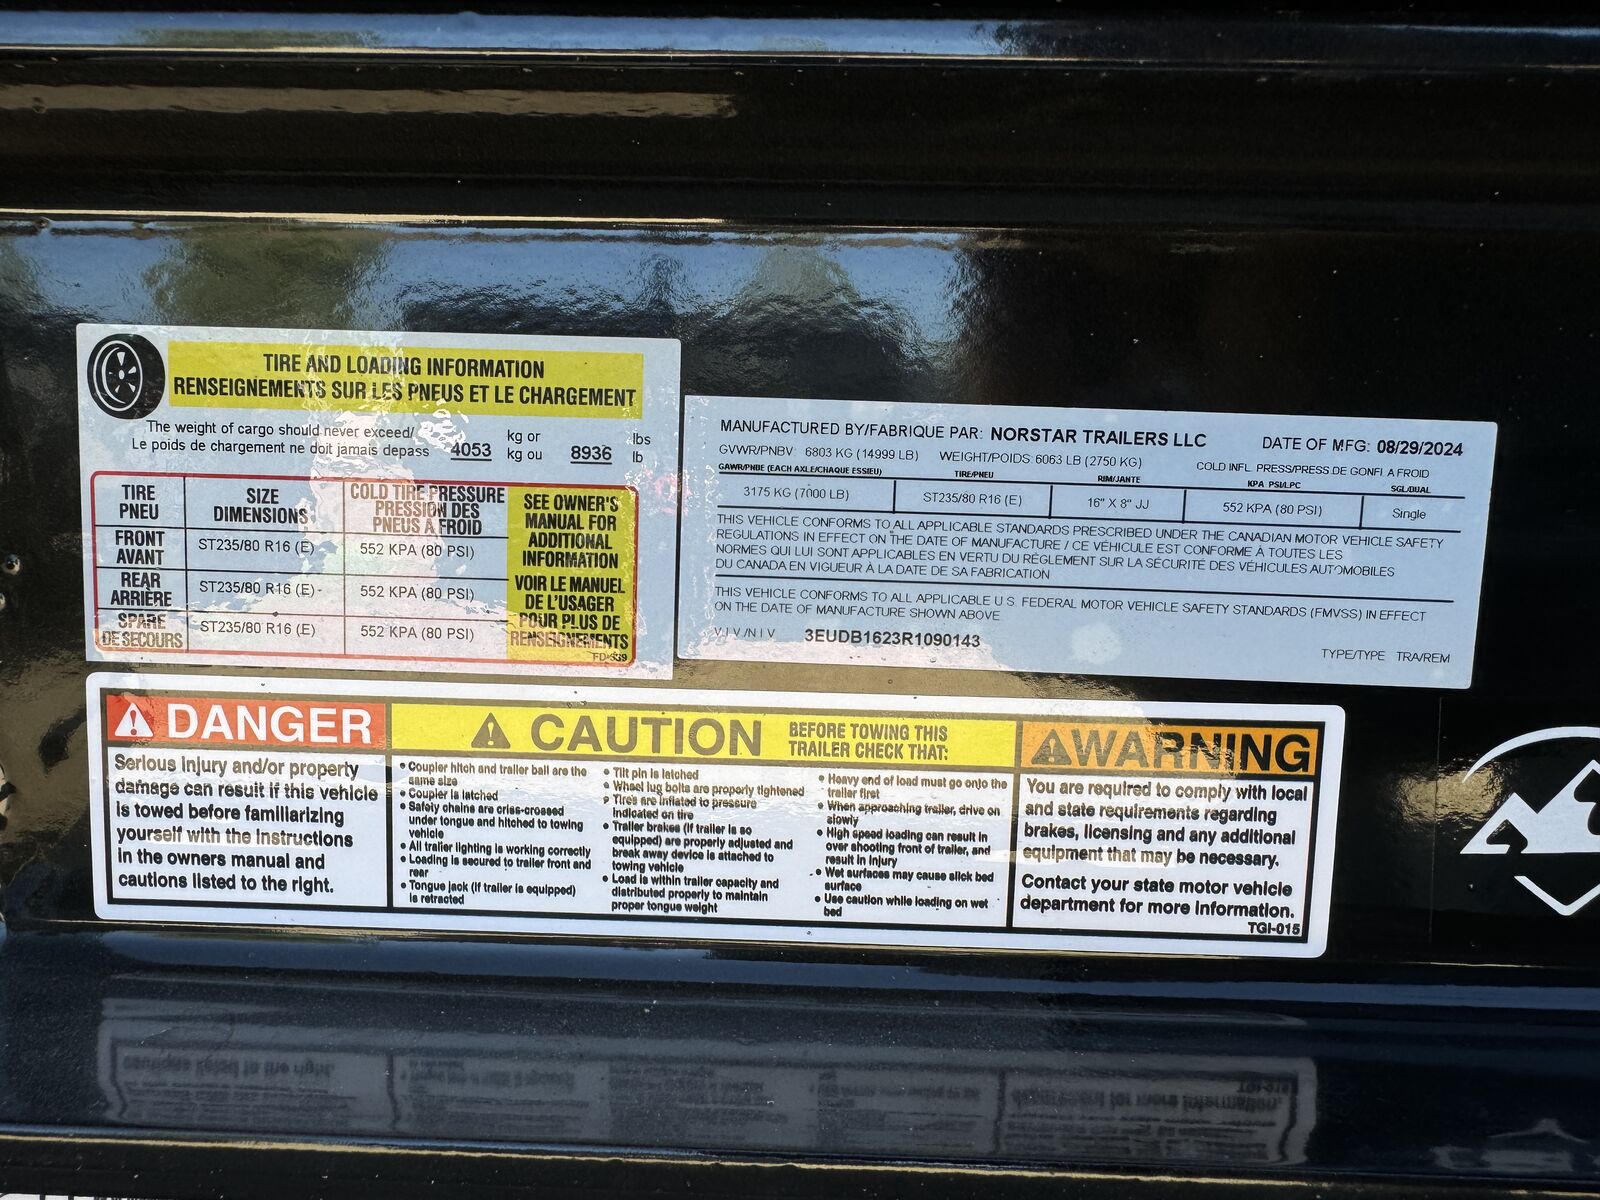 TIRE AND LOADING INFORMATION
RENSEIGNEMENTS SUR LES PNEUS ET LE CHARGEMENT
The weight of cargo should never exceed/ kg or lbs
Le poids de chargement ne doit jamais depass 4053 kg ou 8936 lb
TIRE
PNEU
SIZE
DIMENSIONS
COLD TIRE PRESSURE
PRESSION DES
PNEUS A FROID
FRONT
AVANT
ST235/80 R16 (E)
552 KPA (80 PSI)
REAR
ARRIÈRE
ST235/80 R16 (E)
552 KPA (80 PSI)
SPARE
DE SECOURS
ST235/80 R16 (E)
552 KPA (80 PSI)
SEE OWNER'S
MANUAL FOR
ADDITIONAL
INFORMATION
VOIR LE MANUEL
DE L'USAGER
POUR PLUS DE
RENSEIGNEMENTS
MANUFACTURED BY/FABRIQUE PAR: NORSTAR TRAILERS LLC DATE OF MFG: 08/29/2024
GVWR/PNBV: 6803 KG (14999 LB) WEIGHT/POIDS: 6063 LB (2750 KG) COLD INFL. PRESS/PRESS.DE GONFI A FROID
GAWR/PNBE (EACH AXLE/CHAQUE ESSIEU) TIRE/PNEU RIM/JANTE KPA PSI/LPC SGL/DUAL
3175 KG (7000 LB) ST235/80 R16 (E) 16" X 8" JJ 552 KPA (80 PSI) Single
THIS VEHICLE CONFORMS TO ALL APPLICABLE STANDARDS PRESCRIBED UNDER THE CANADIAN MOTOR VEHICLE SAFETY
REGULATIONS IN EFFECT ON THE DATE OF MANUFACTURE / CE VÉHICULE EST CONFORME À TOUTES LES
NORMES QUI LUI SONT APPLICABLES EN VERTU DU RÈGLEMENT SUR LA SÉCURITÉ DES VÉHICULES AUTOMOBILES
DU CANADA EN VIGUEUR À LA DATE DE SA FABRICATION
THIS VEHICLE CONFORMS TO ALL APPLICABLE U.S. FEDERAL MOTOR VEHICLE SAFETY STANDARDS (FMVSS) IN EFFECT
ON THE DATE OF MANUFACTURE SHOWN ABOVE
V.I.V./N.I.V. 3EUDB1623R1090143
TYPE/TYPE TRA/REM
DANGER
Serious injury and/or property
damage can result if this vehicle
is towed before familiarizing
yourself with the instructions
in the owners manual and
cautions listed to the right.
CAUTION
BEFORE TOWING THIS
TRAILER CHECK THAT:
• Coupler hitch and trailer ball are the
same size
• Coupler is latched
• Safety chains are criss-crossed
under tongue and hitched to towing
vehicle
• All trailer lighting is working correctly
• Loading is secured to trailer front and
rear
• Tongue jack (if trailer is equipped)
is retracted
• Tilt pin is latched
• Wheel lug bolts are properly tightened
• Tires are inflated to pressure
indicated on tire
• Trailer brakes (if trailer is so
equipped) are properly adjusted and
break away device is attached to
towing vehicle
• Load is within trailer capacity and
distributed properly to maintain
proper tongue weight
• Heavy end of load must go onto the
trailer first
• When approaching trailer, drive on
slowly
• High speed loading can result in
over shooting front of trailer, and
result in injury
• Wet surfaces may cause slick bed
surface
• Use caution while loading on wet
bed
WARNING
You are required to comply with local
and state requirements regarding
brakes, licensing and any additional
equipment that may be necessary.
Contact your state motor vehicle
department for more information.
TGI-015